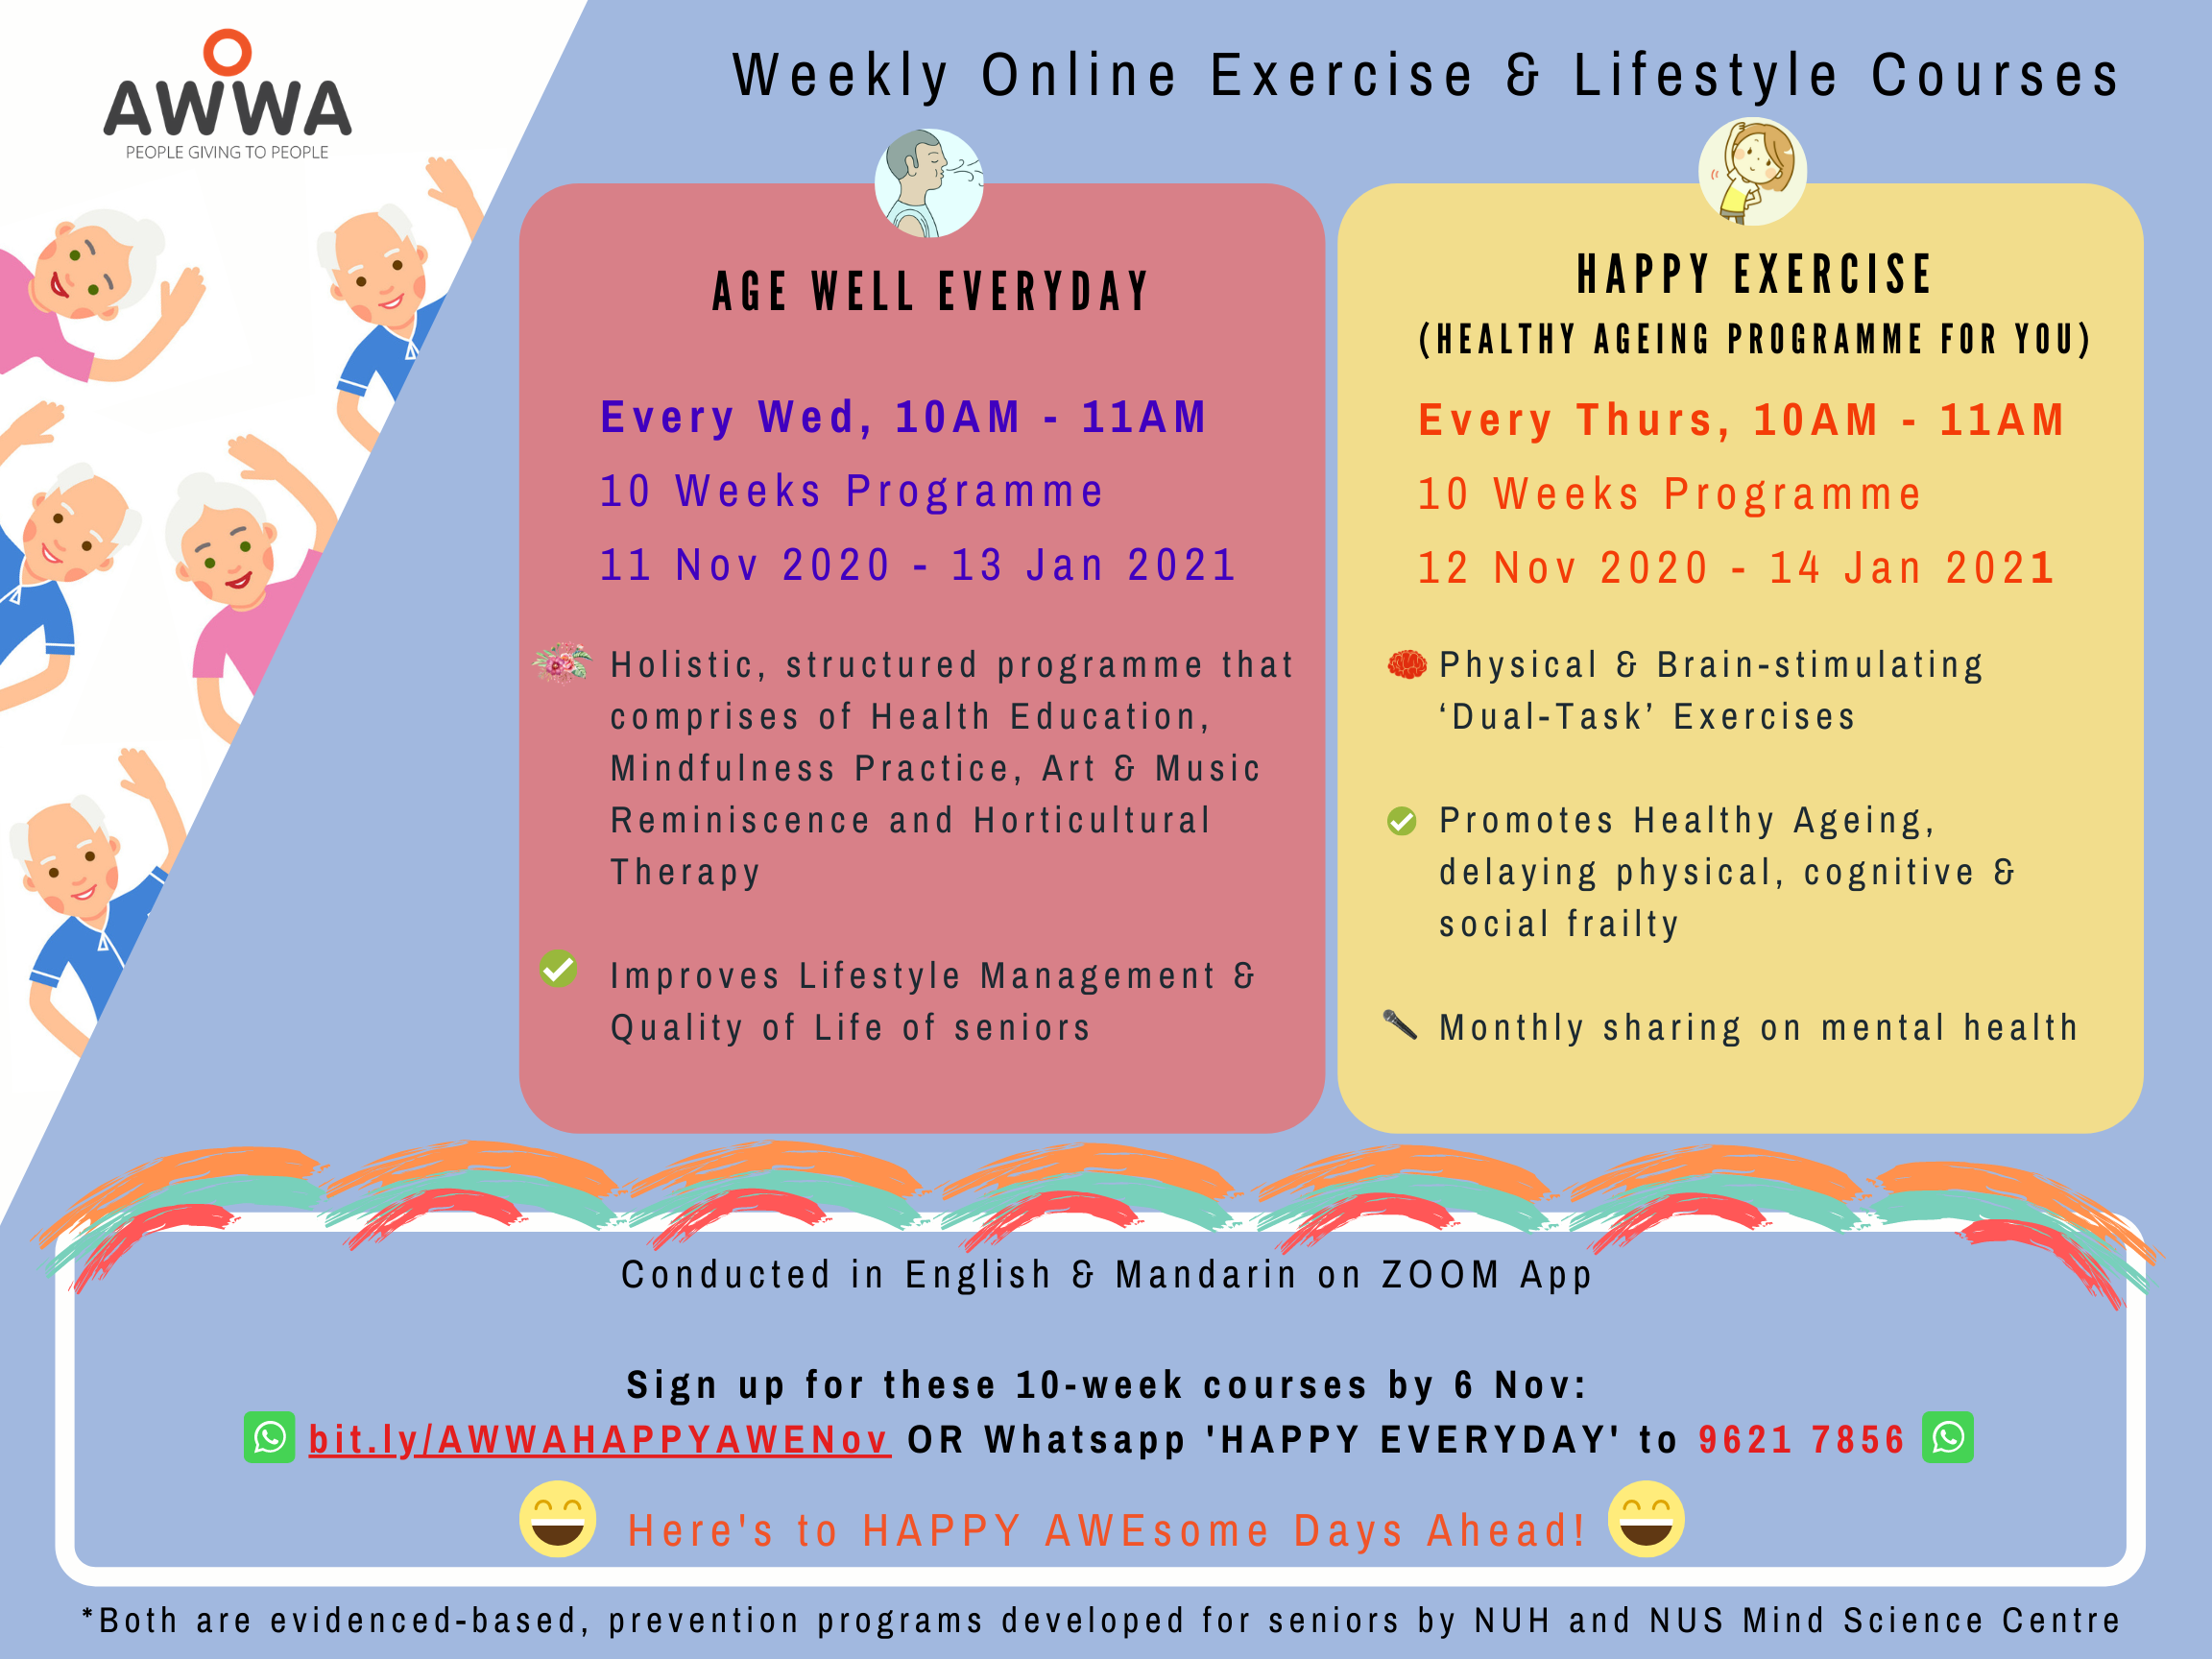 AWWA
PEOPLE GIVING TO PEOPLE
Weekly Online Exercise & Lifestyle Courses
AGE WELL EVERYDAY
Every Wed, 10AM - 11AM
10 Weeks Programme
11 Nov 2020 - 13 Jan 2021
Holistic, structured programme that
comprises of Health Education,
Mindfulness Practice, Art & Music
Reminiscence and Horticultural
Therapy
Improves Lifestyle Management &
Quality of Life of seniors
HAPPY EXERCISE
(HEALTHY AGEING PROGRAMME FOR YOU)
Every Thurs, 10AM - 11AM
10 Weeks Programme
12 Nov 2020 - 14 Jan 2021
Physical & Brain-stimulating
‘Dual-Task’ Exercises
Promotes Healthy Ageing,
delaying physical, cognitive &
social frailty
Monthly sharing on mental health
Conducted in English & Mandarin on ZOOM App
Sign up for these 10-week courses by 6 Nov:
bit.ly/AWWAHAPPYAWENov OR Whatsapp 'HAPPY EVERYDAY' to 9621 7856
Here's to HAPPY AWEsome Days Ahead!
*Both are evidenced-based, prevention programs developed for seniors by NUH and NUS Mind Science Centre